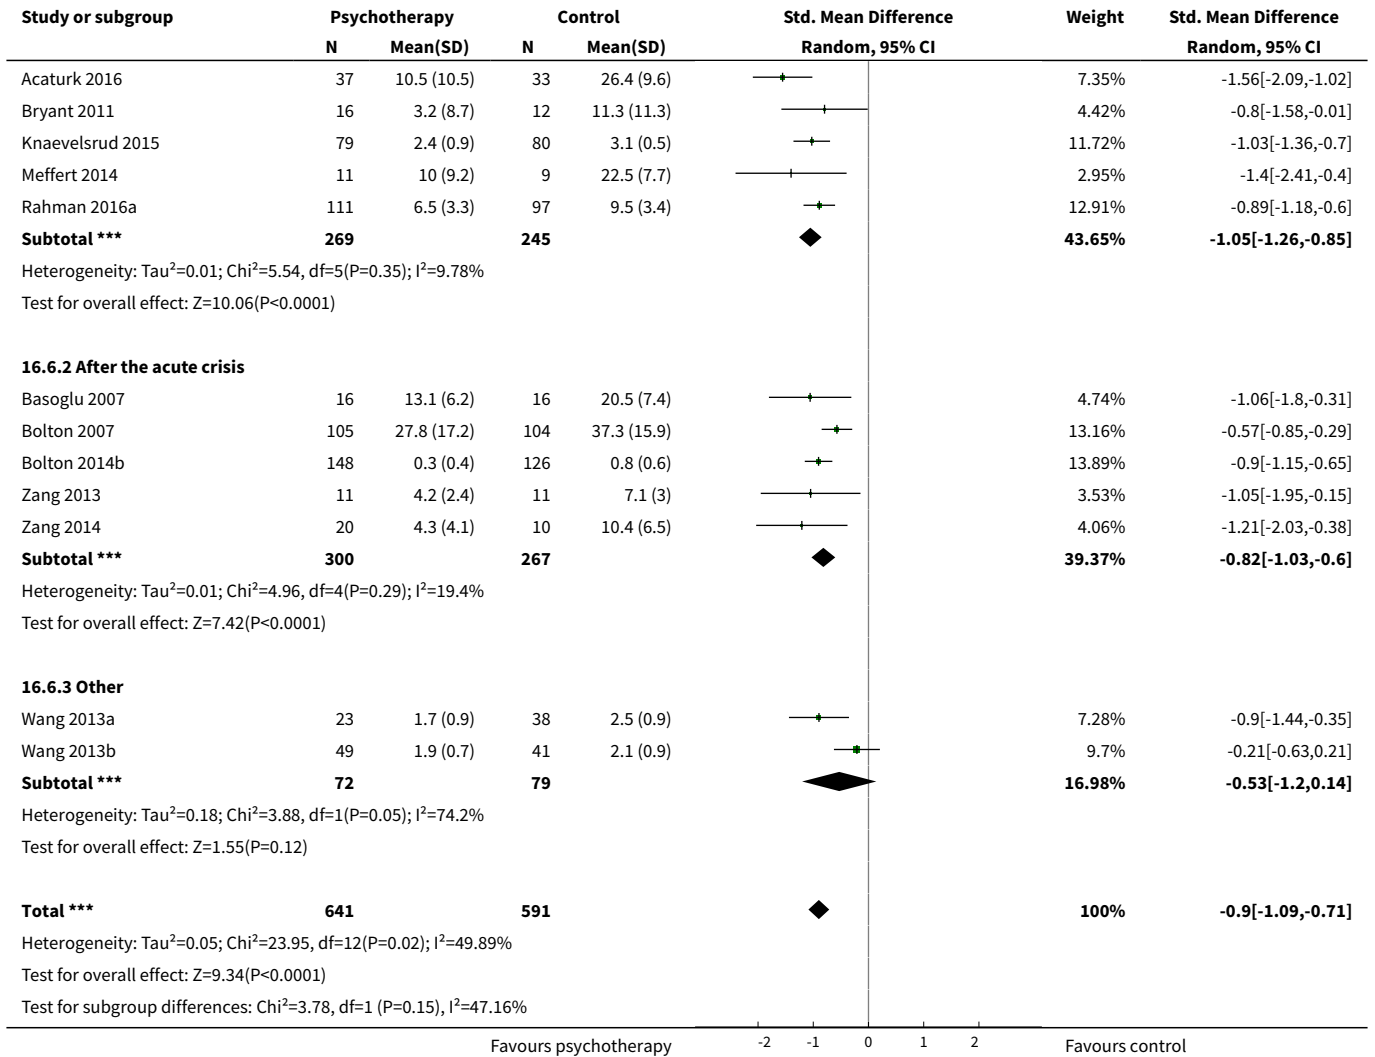 Study or subgroup Psychotherapy Control Std. Mean Difference Weight Std. Mean Difference
N Mean(SD) N Mean(SD) Random, 95% CI Random, 95% CI
Acaturk 2016 37 10.5 (10.5) 33 26.4 (9.6) 7.35% -1.56[-2.09,-1.02]
Bryant 2011 16 3.2 (8.7) 12 11.3 (11.3) 4.42% -0.8[-1.58,-0.01]
Knaevelsrud 2015 79 2.4 (0.9) 80 3.1 (0.5) 11.72% -1.03[-1.36,-0.7]
Meffert 2014 11 10 (9.2) 9 22.5 (7.7) 2.95% -1.4[-2.41,-0.4]
Rahman 2016a 111 6.5 (3.3) 97 9.5 (3.4) 12.91% -0.89[-1.18,-0.6]
Subtotal *** 269 245 43.65% -1.05[-1.26,-0.85]
Heterogeneity: Tau²=0.01; Chi²=5.54, df=5(P=0.35); I²=9.78%
Test for overall effect: Z=10.06(P<0.0001)
16.6.2 After the acute crisis
Basoglu 2007 16 13.1 (6.2) 16 20.5 (7.4) 4.74% -1.06[-1.8,-0.31]
Bolton 2007 105 27.8 (17.2) 104 37.3 (15.9) 13.16% -0.57[-0.85,-0.29]
Bolton 2014b 148 0.3 (0.4) 126 0.8 (0.6) 13.89% -0.9[-1.15,-0.65]
Zang 2013 11 4.2 (2.4) 11 7.1 (3) 3.53% -1.05[-1.95,-0.15]
Zang 2014 20 4.3 (4.1) 10 10.4 (6.5) 4.06% -1.21[-2.03,-0.38]
Subtotal *** 300 267 39.37% -0.82[-1.03,-0.6]
Heterogeneity: Tau²=0.01; Chi²=4.96, df=4(P=0.29); I²=19.4%
Test for overall effect: Z=7.42(P<0.0001)
16.6.3 Other
Wang 2013a 23 1.7 (0.9) 38 2.5 (0.9) 7.28% -0.9[-1.44,-0.35]
Wang 2013b 49 1.9 (0.7) 41 2.1 (0.9) 9.7% -0.21[-0.63,0.21]
Subtotal *** 72 79 16.98% -0.53[-1.2,0.14]
Heterogeneity: Tau²=0.18; Chi²=3.88, df=1(P=0.05); I²=74.2%
Test for overall effect: Z=1.55(P=0.12)
Total *** 641 591 100% -0.9[-1.09,-0.71]
Heterogeneity: Tau²=0.05; Chi²=23.95, df=12(P=0.02); I²=49.89%
Test for overall effect: Z=9.34(P<0.0001)
Test for subgroup differences: Chi²=3.78, df=1 (P=0.15), I²=47.16%
Favours psychotherapy -2 -1 0 1 2 Favours control